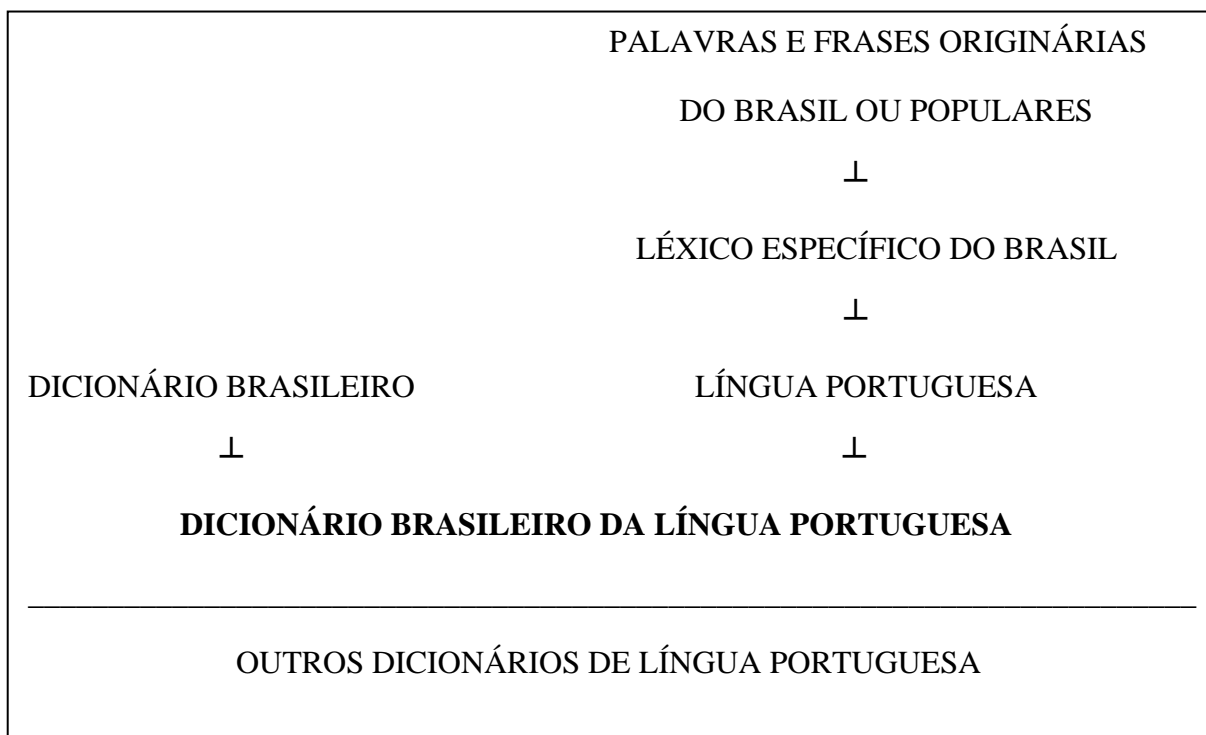 PALAVRAS E FRASES ORIGINÁRIAS
DO BRASIL OU POPULARES
┴
LÉXICO ESPECÍFICO DO BRASIL
┴
DICIONÁRIO BRASILEIRO LÍNGUA PORTUGUESA
┴ ┴
DICIONÁRIO BRASILEIRO DA LÍNGUA PORTUGUESA
OUTROS DICIONÁRIOS DE LÍNGUA PORTUGUESA